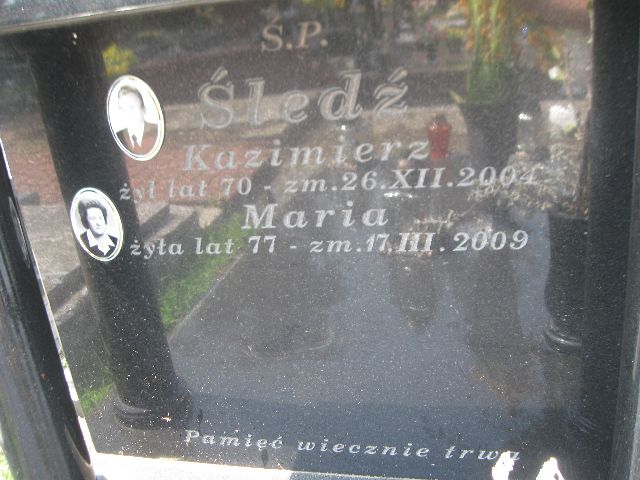 Ś.P.
Śledź
Kazimierz
żył lat 70 - zm. 26.XII.2004
Maria
żyła lat 77 - zm. 17.III.2009
Pamięć wiecznie trwa